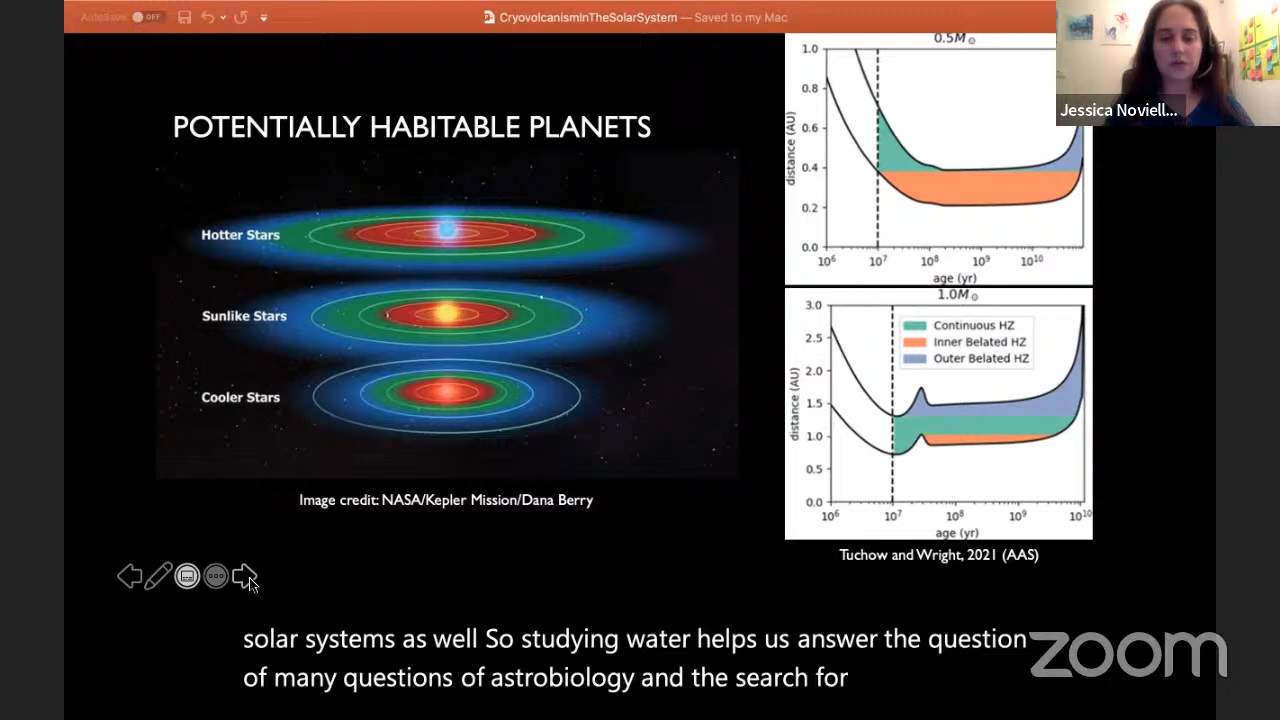 AutoSave OFF
CryovolcanismInTheSolarSystem — Saved to my Mac
Jessica Noviell...
POTENTIALLY HABITABLE PLANETS
Hotter Stars
Sunlike Stars
Cooler Stars
Image credit: NASA/Kepler Mission/Dana Berry
0.5M☉
1.0
0.8
0.6
0.4
0.2
0.0
distance (AU)
10⁶ 10⁷ 10⁸ 10⁹ 10¹⁰
age (yr)
1.0M☉
3.0
2.5
2.0
1.5
1.0
0.5
0.0
distance (AU)
Continuous HZ
Inner Belated HZ
Outer Belated HZ
10⁶ 10⁷ 10⁸ 10⁹ 10¹⁰
age (yr)
Tuchow and Wright, 2021 (AAS)
solar systems as well So studying water helps us answer the question
of many questions of astrobiology and the search for
zoom